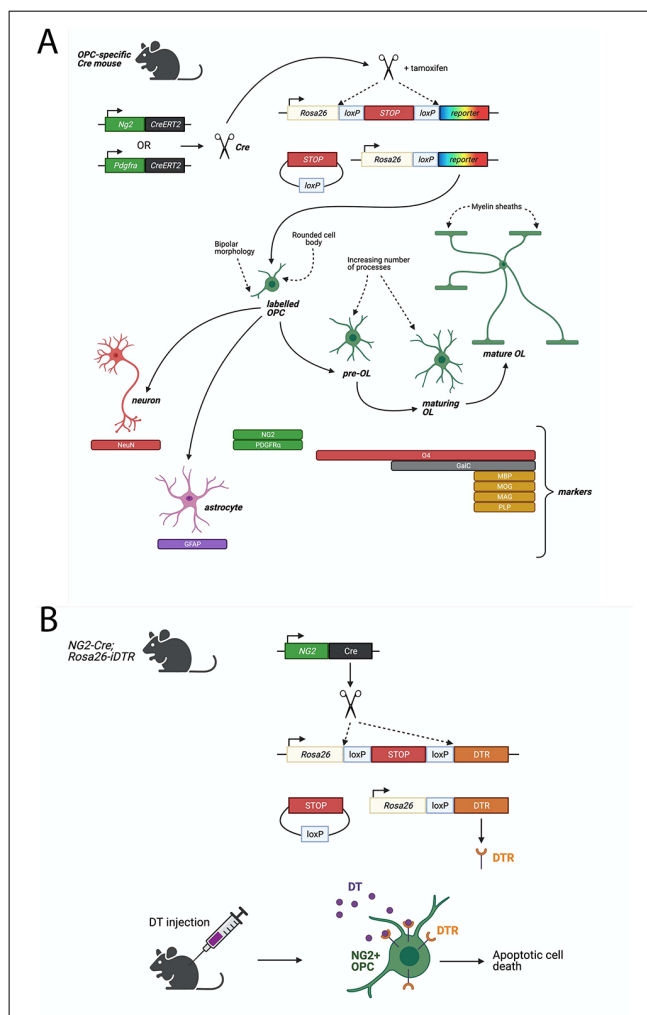 A
OPC-specific
Cre mouse
+ tamoxifen
Ng2 CreERT2
OR
Pdgfra CreERT2
Cre
Rosa26 loxP STOP loxP reporter
STOP
loxP
Rosa26 loxP reporter
Bipolar
morphology
Rounded cell
body
labelled
OPC
Increasing number
of processes
Myelin sheaths
pre-OL
maturing
OL
mature OL
neuron
NeuN
astrocyte
GFAP
NG2
PDGFRα
O4
GalC
MBP
MOG
MAG
PLP
markers
B
NG2-Cre;
Rosa26-iDTR
NG2 Cre
Rosa26 loxP STOP loxP DTR
STOP
loxP
Rosa26 loxP DTR
DTR
DT injection
DT
DTR
NG2+
OPC
Apoptotic cell
death